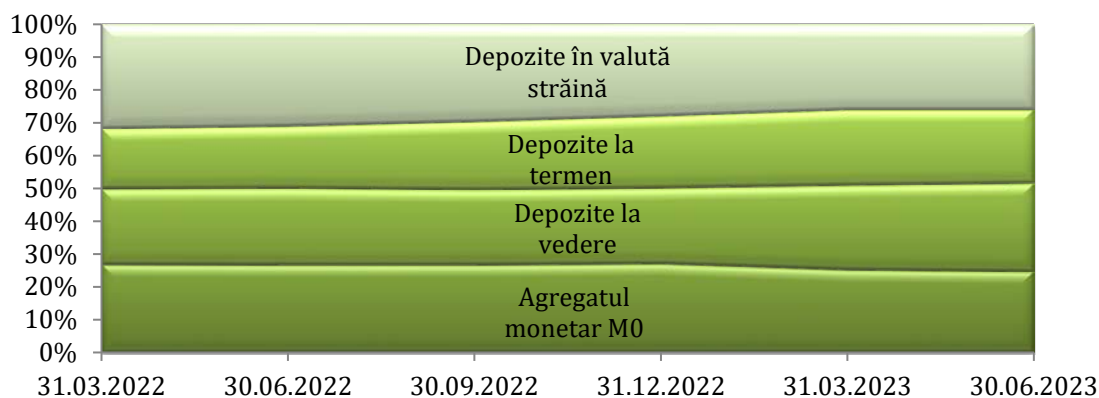 100%
90%
80%
70%
60%
50%
40%
30%
20%
10%
0%
Depozite în valută
străină
Depozite la
termen
Depozite la
vedere
Agregatul
monetar M0
31.03.2022 30.06.2022 30.09.2022 31.12.2022 31.03.2023 30.06.2023